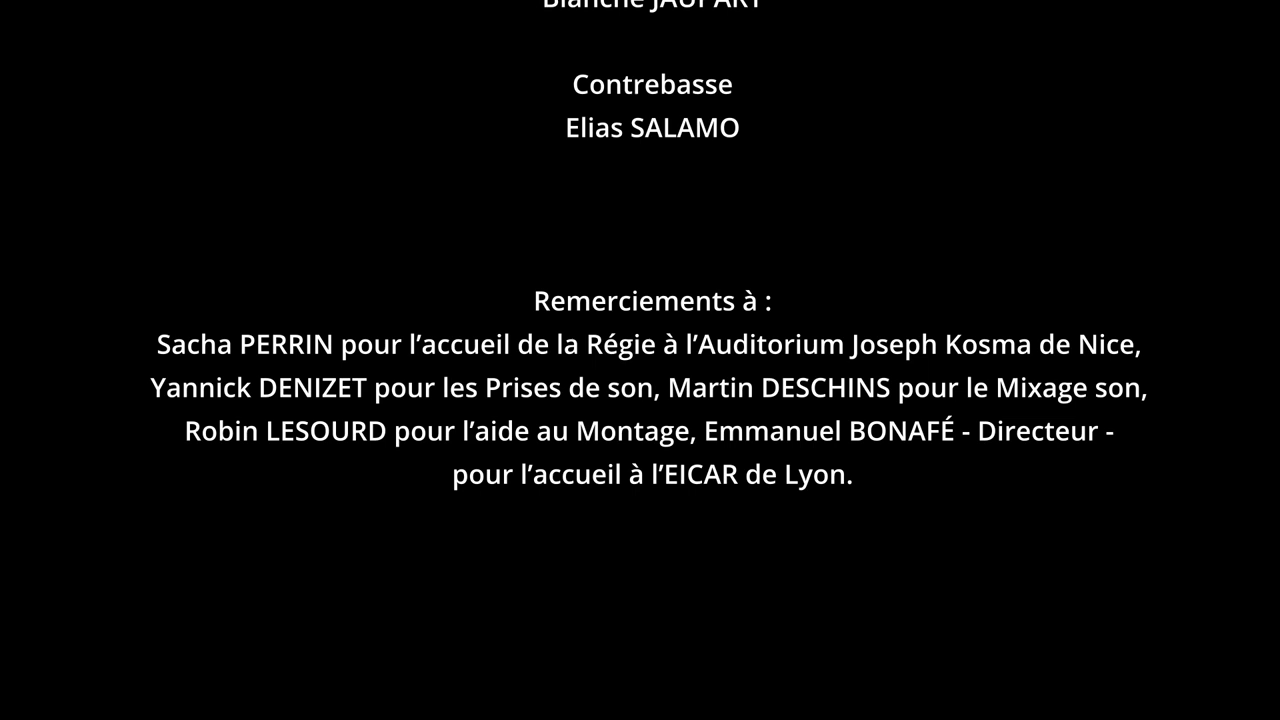 Blanche
Contrebasse
Elias SALAMO
Remerciements à :
Sacha PERRIN pour l’accueil de la Régie à l’Auditorium Joseph Kosma de Nice,
Yannick DENIZET pour les Prises de son, Martin DESCHINS pour le Mixage son,
Robin LESOURD pour l’aide au Montage, Emmanuel BONAFÉ - Directeur -
pour l’accueil à l’EICAR de Lyon.